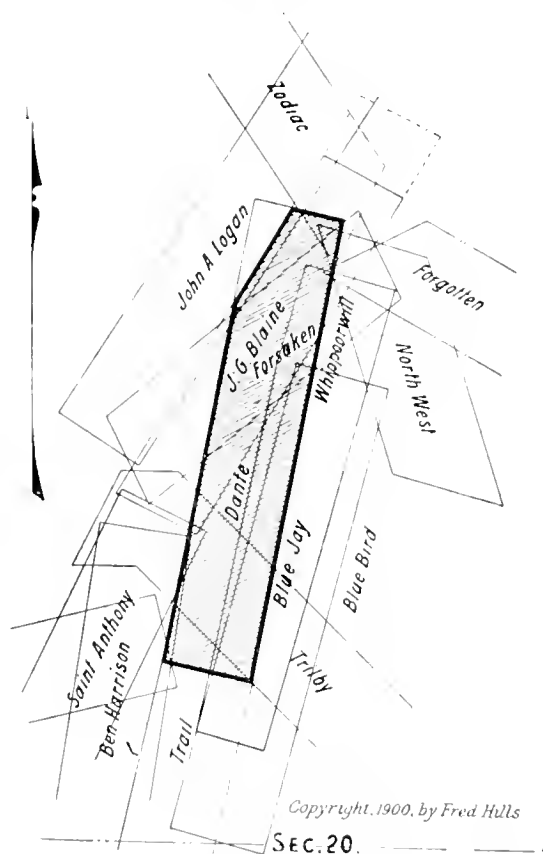 Zodiac
John A Logan
Forgotten
J.G. Blaine
Forsaken
Whippoorwill
North West
Dante
Blue Jay
Blue Bird
Saint Anthony
Ben Harrison
Trilby
Trail
Copyright, 1900, by Fred Hills
SEC. 20.